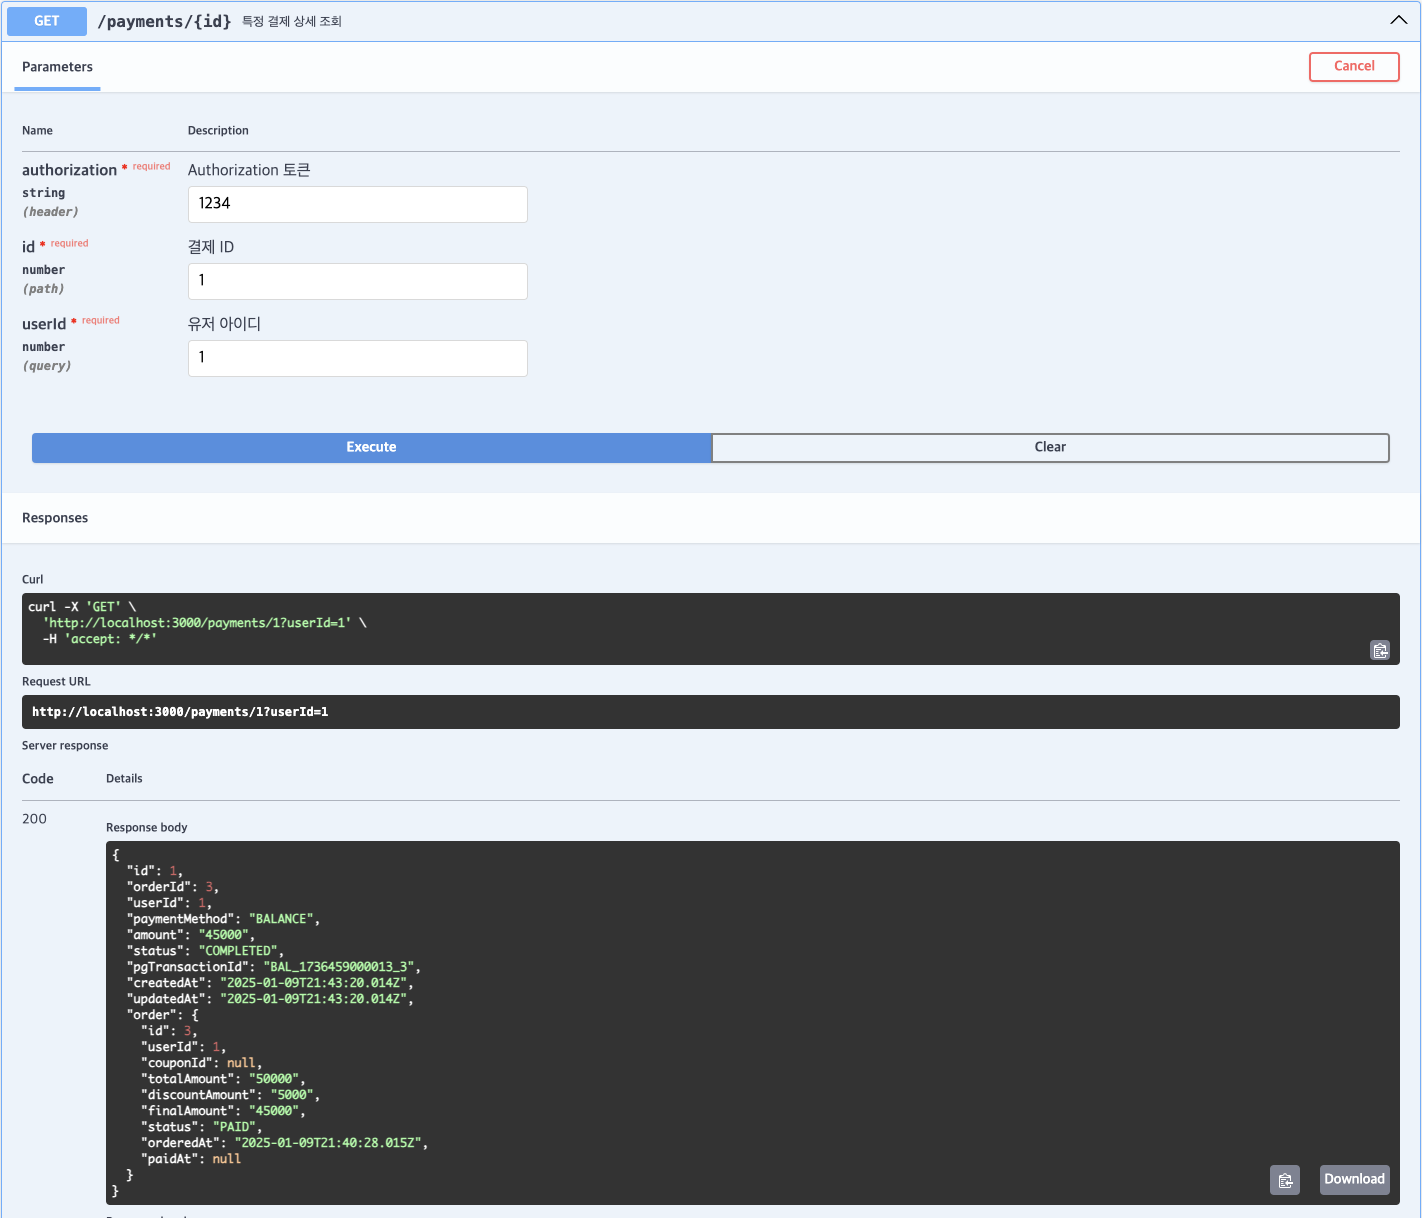 GET /payments/{id} 특정 결제 상세 조회
Parameters
Cancel
Name Description
authorization * required Authorization 토큰
string
(header)
1234
id * required 결제 ID
number
(path)
1
userId * required 유저 아이디
number
(query)
1
Execute Clear
Responses
Curl
curl -X 'GET' \
'http://localhost:3000/payments/1?userId=1' \
-H 'accept: */*'
Request URL
http://localhost:3000/payments/1?userId=1
Server response
Code Details
200
Response body
{
"id": 1,
"orderId": 3,
"userId": 1,
"paymentMethod": "BALANCE",
"amount": "45000",
"status": "COMPLETED",
"pgTransactionId": "BAL_1736459000013_3",
"createdAt": "2025-01-09T21:43:20.014Z",
"updatedAt": "2025-01-09T21:43:20.014Z",
"order": {
"id": 3,
"userId": 1,
"couponId": null,
"totalAmount": "50000",
"discountAmount": "5000",
"finalAmount": "45000",
"status": "PAID",
"orderedAt": "2025-01-09T21:40:28.015Z",
"paidAt": null
}
}
Download